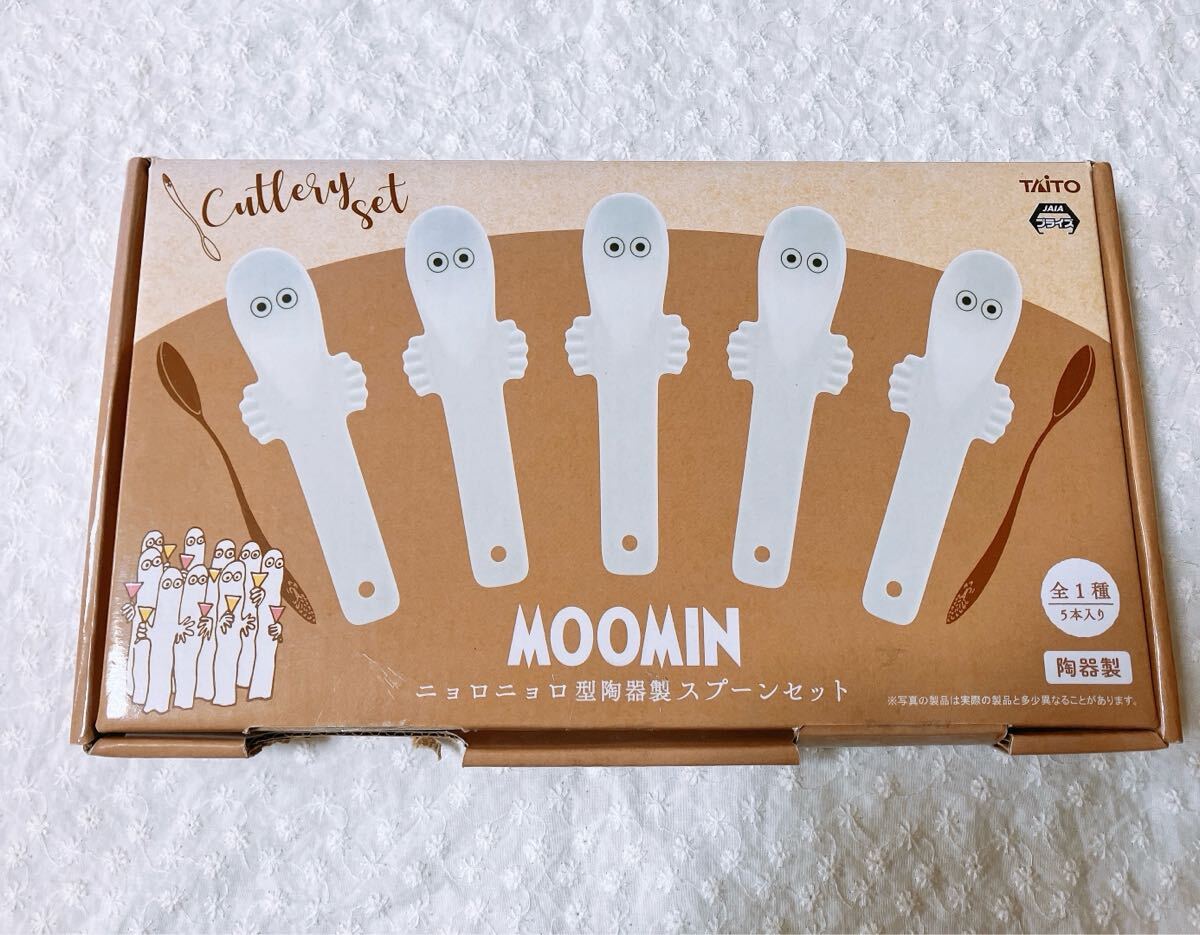 Cutlery set
TAITO
JAIA
プライズ
MOOMIN
ニョロニョロ型陶器製スプーンセット
全1種
5本入り
陶器製
※写真の製品は実際の製品と多少異なることがあります。